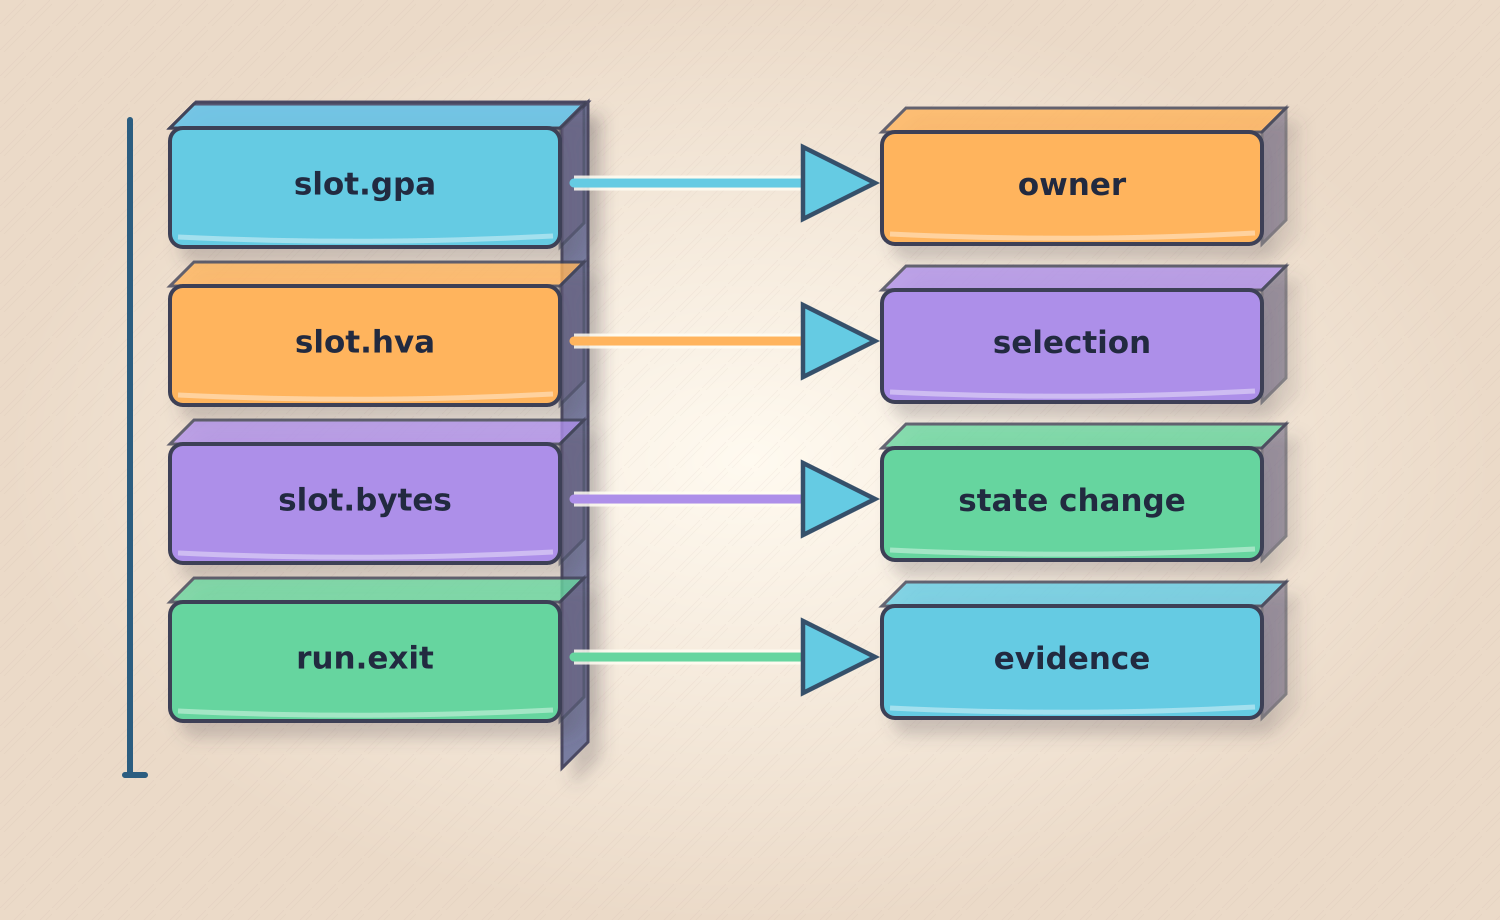 slot.gpa
owner
slot.hva
selection
slot.bytes
state change
run.exit
evidence